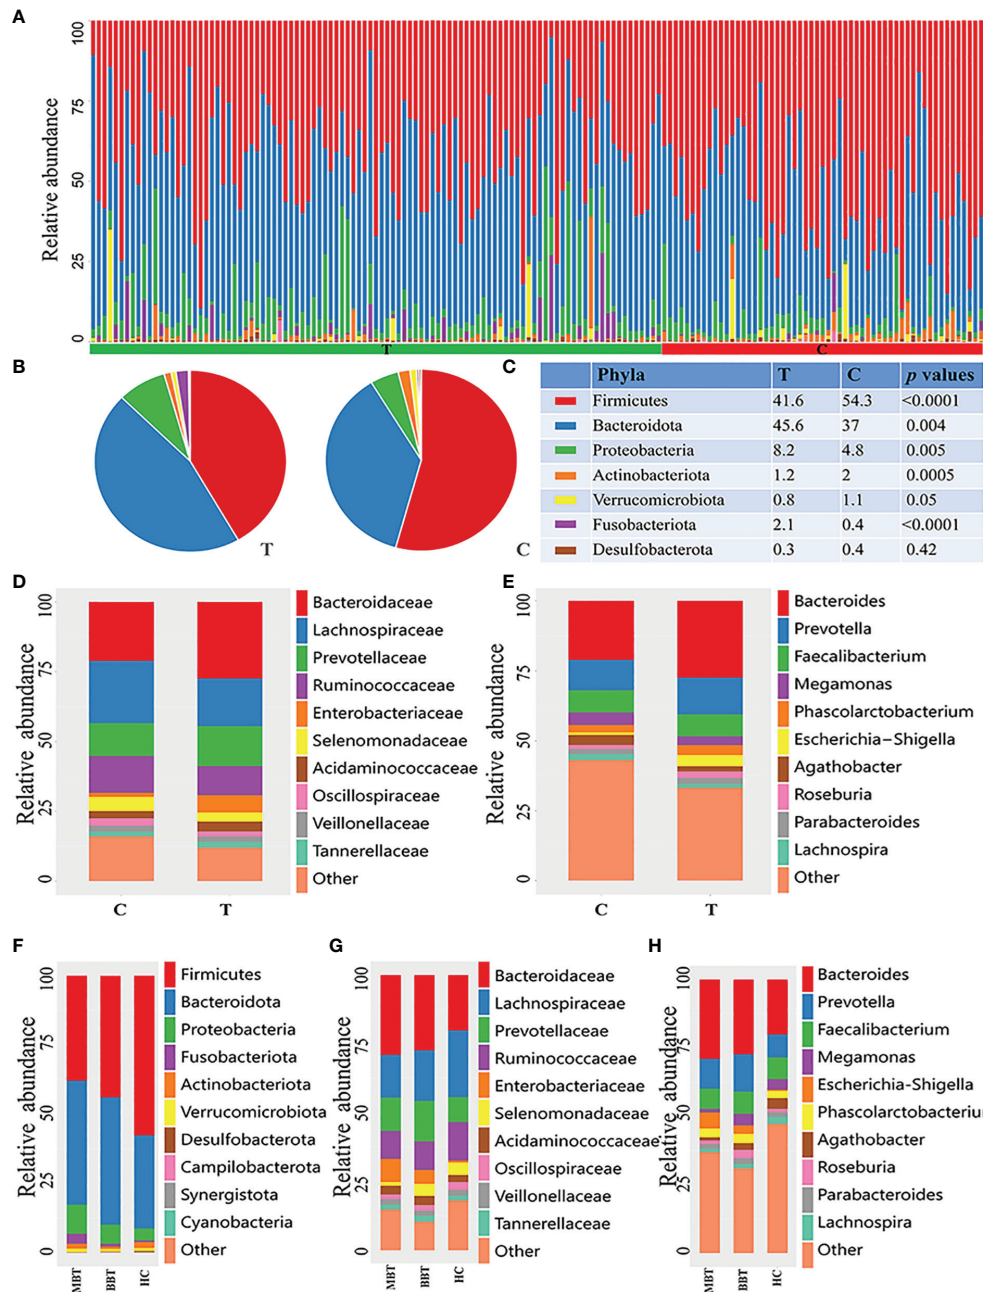 A
Relative abundance
100
75
50
25
0
T
C
B
T
C
C
Phyla T C p values
Firmicutes 41.6 54.3 <0.0001
Bacteroidota 45.6 37 0.004
Proteobacteria 8.2 4.8 0.005
Actinobacteriota 1.2 2 0.0005
Verrucomicrobiota 0.8 1.1 0.05
Fusobacteriota 2.1 0.4 <0.0001
Desulfobacterota 0.3 0.4 0.42
D
Relative abundance
100
75
50
25
0
C T
Bacteroidaceae
Lachnospiraceae
Prevotellaceae
Ruminococcaceae
Enterobacteriaceae
Selenomonadaceae
Acidaminococcaceae
Oscillospiraceae
Veillonellaceae
Tannerellaceae
Other
E
Relative abundance
100
75
50
25
0
C T
Bacteroides
Prevotella
Faecalibacterium
Megamonas
Phascolarctobacterium
Escherichia–Shigella
Agathobacter
Roseburia
Parabacteroides
Lachnospira
Other
F
Relative abundance
100
75
50
25
0
MBT BBT HC
Firmicutes
Bacteroidota
Proteobacteria
Fusobacteriota
Actinobacteriota
Verrucomicrobiota
Desulfobacterota
Campilobacterota
Synergistota
Cyanobacteria
Other
G
Relative abundance
100
75
50
25
0
MBT BBT HC
Bacteroidaceae
Lachnospiraceae
Prevotellaceae
Ruminococcaceae
Enterobacteriaceae
Selenomonadaceae
Acidaminococcaceae
Oscillospiraceae
Veillonellaceae
Tannerellaceae
Other
H
Relative abundance
100
75
50
25
0
MBT BBT HC
Bacteroides
Prevotella
Faecalibacterium
Megamonas
Escherichia-Shigella
Phascolarctobacteriu
Agathobacter
Roseburia
Parabacteroides
Lachnospira
Other